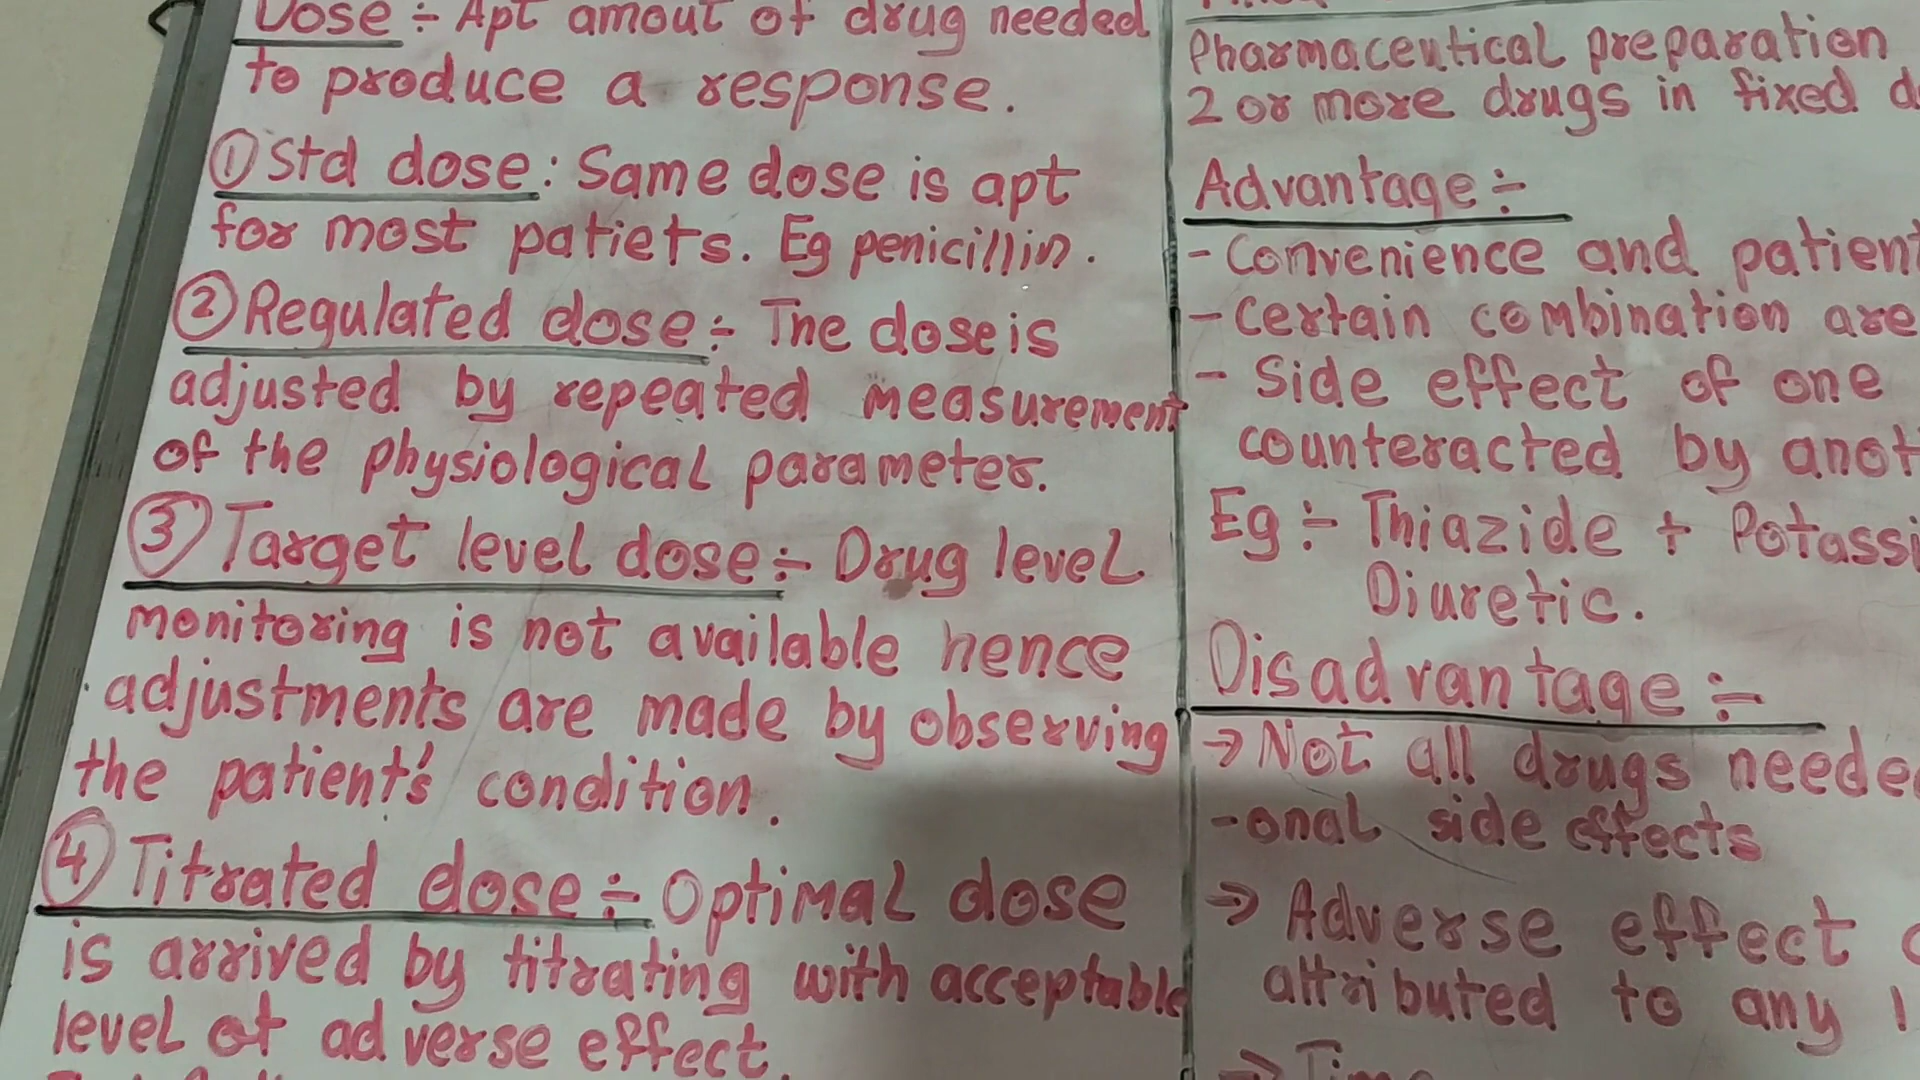 Dose ÷ Apt amout of drug needed
to produce a response.
① Std dose : Same dose is apt
for most patiets. Eg penicillin.
② Regulated dose ÷ The dose is
adjusted by repeated measurement
of the physiological parameter.
③ Target level dose ÷ Drug level
monitoring is not available hence
adjustments are made by observing
the patient's condition.
④ Titrated dose ÷ Optimal dose
is arrived by titrating with acceptable
level of adverse effect.
Pharmaceutical preparation
2 or more drugs in fixed
Advantage ÷
- Convenience and patient
- Certain combination are
- Side effect of one
counteracted by
Eg ÷ Thiazide +
Diuretic.
Disadvantage ÷
→ Not all drugs
-onal side effects
⇒ Adverse effect
attributed to any